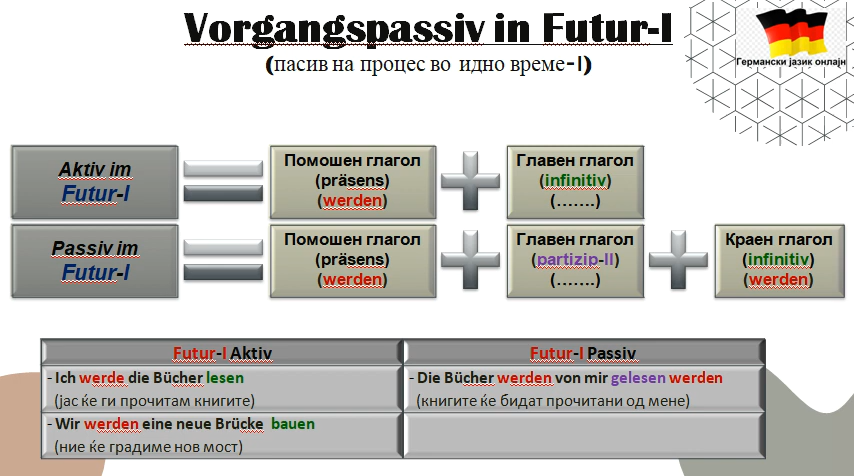 Vorgangspassiv in Futur-I
(пасив на процес во идно време-I)
Германски јазик онлајн
Aktiv im
Futur-I
Помошен глагол
(präsens)
(werden)
Главен глагол
(infinitiv)
(.......)
Passiv im
Futur-I
Помошен глагол
(präsens)
(werden)
Главен глагол
(partizip-II)
(.......)
Краен глагол
(infinitiv)
(werden)
Futur-I Aktiv
Futur-I Passiv
- Ich werde die Bücher lesen
(јас ќе ги прочитам книгите)
- Die Bücher werden von mir gelesen werden
(книгите ќе бидат прочитани од мене)
- Wir werden eine neue Brücke bauen
(ние ќе градиме нов мост)